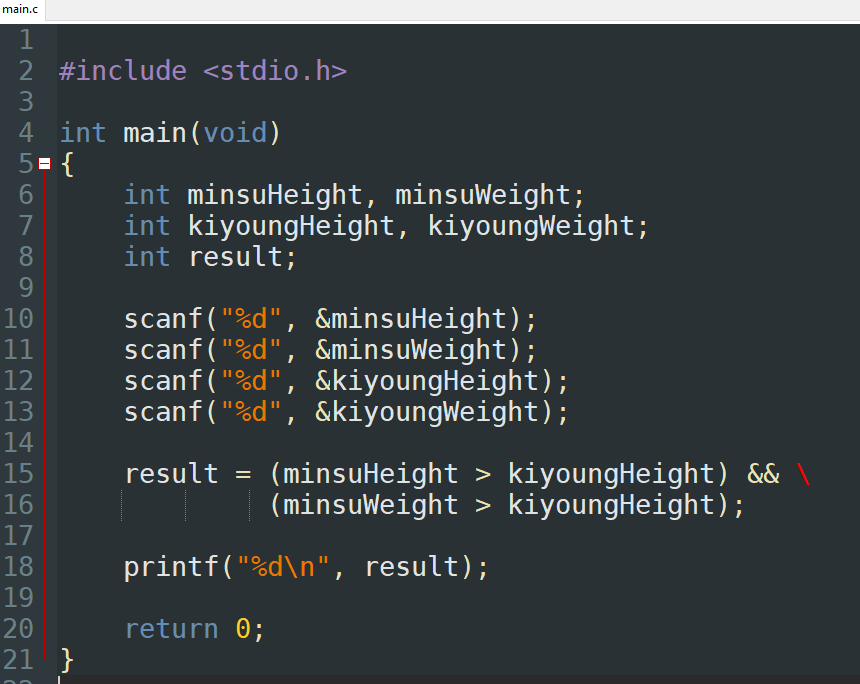 main.c
1
2 #include <stdio.h>
3
4 int main(void)
5 {
6 int minsuHeight, minsuWeight;
7 int kiyoungHeight, kiyoungWeight;
8 int result;
9
10 scanf("%d", &minsuHeight);
11 scanf("%d", &minsuWeight);
12 scanf("%d", &kiyoungHeight);
13 scanf("%d", &kiyoungWeight);
14
15 result = (minsuHeight > kiyoungHeight) && \
16 (minsuWeight > kiyoungHeight);
17
18 printf("%d\n", result);
19
20 return 0;
21 }